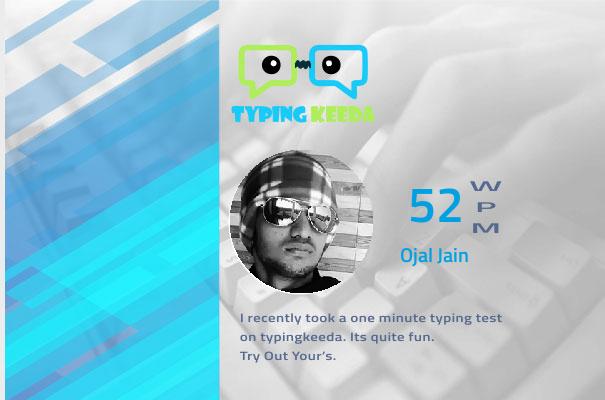 TYPING KEEDA
52 WPM
Ojal Jain
I recently took a one minute typing test
on typingkeeda. Its quite fun.
Try Out Your's.